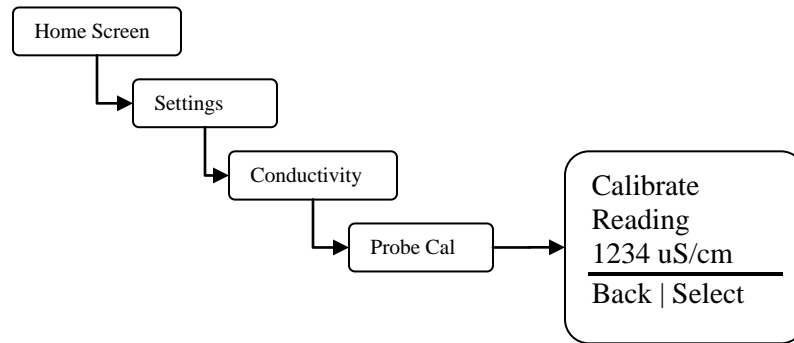 Home Screen
Settings
Conductivity
Probe Cal
Calibrate
Reading
1234 uS/cm
Back | Select